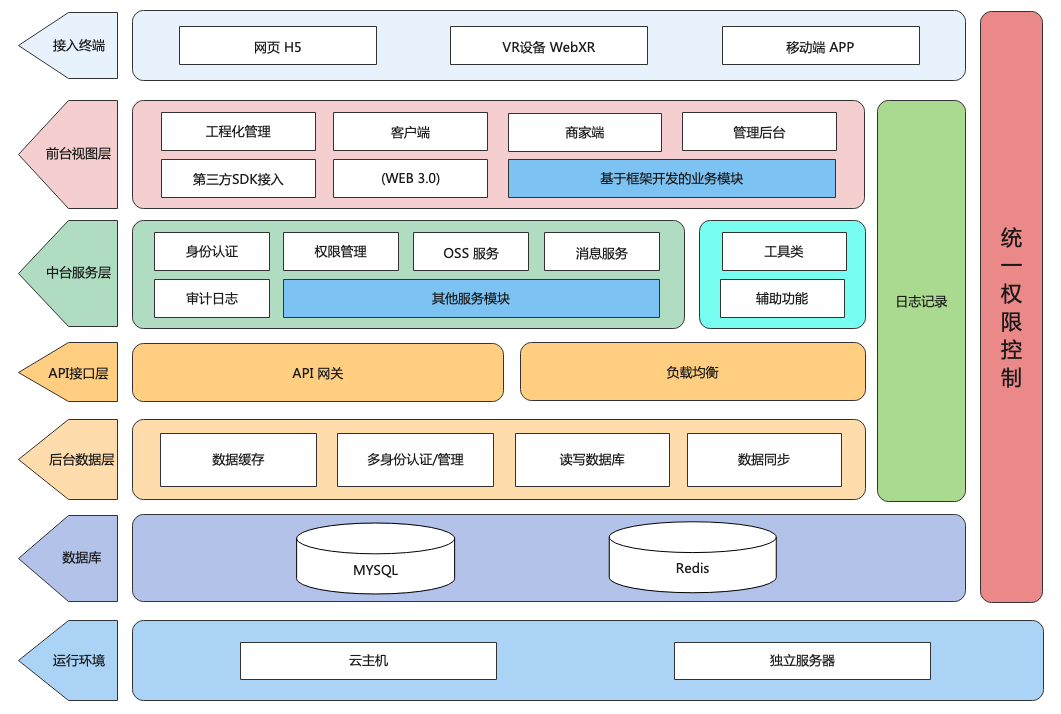 接入终端
网页 H5
VR设备 WebXR
移动端 APP
前台视图层
工程化管理
客户端
商家端
管理后台
第三方SDK接入
(WEB 3.0)
基于框架开发的业务模块
中台服务层
身份认证
权限管理
OSS 服务
消息服务
工具类
审计日志
其他服务模块
辅助功能
API接口层
API 网关
负载均衡
后台数据层
数据缓存
多身份认证/管理
读写数据库
数据同步
日志记录
数据库
MYSQL
Redis
统一权限控制
运行环境
云主机
独立服务器